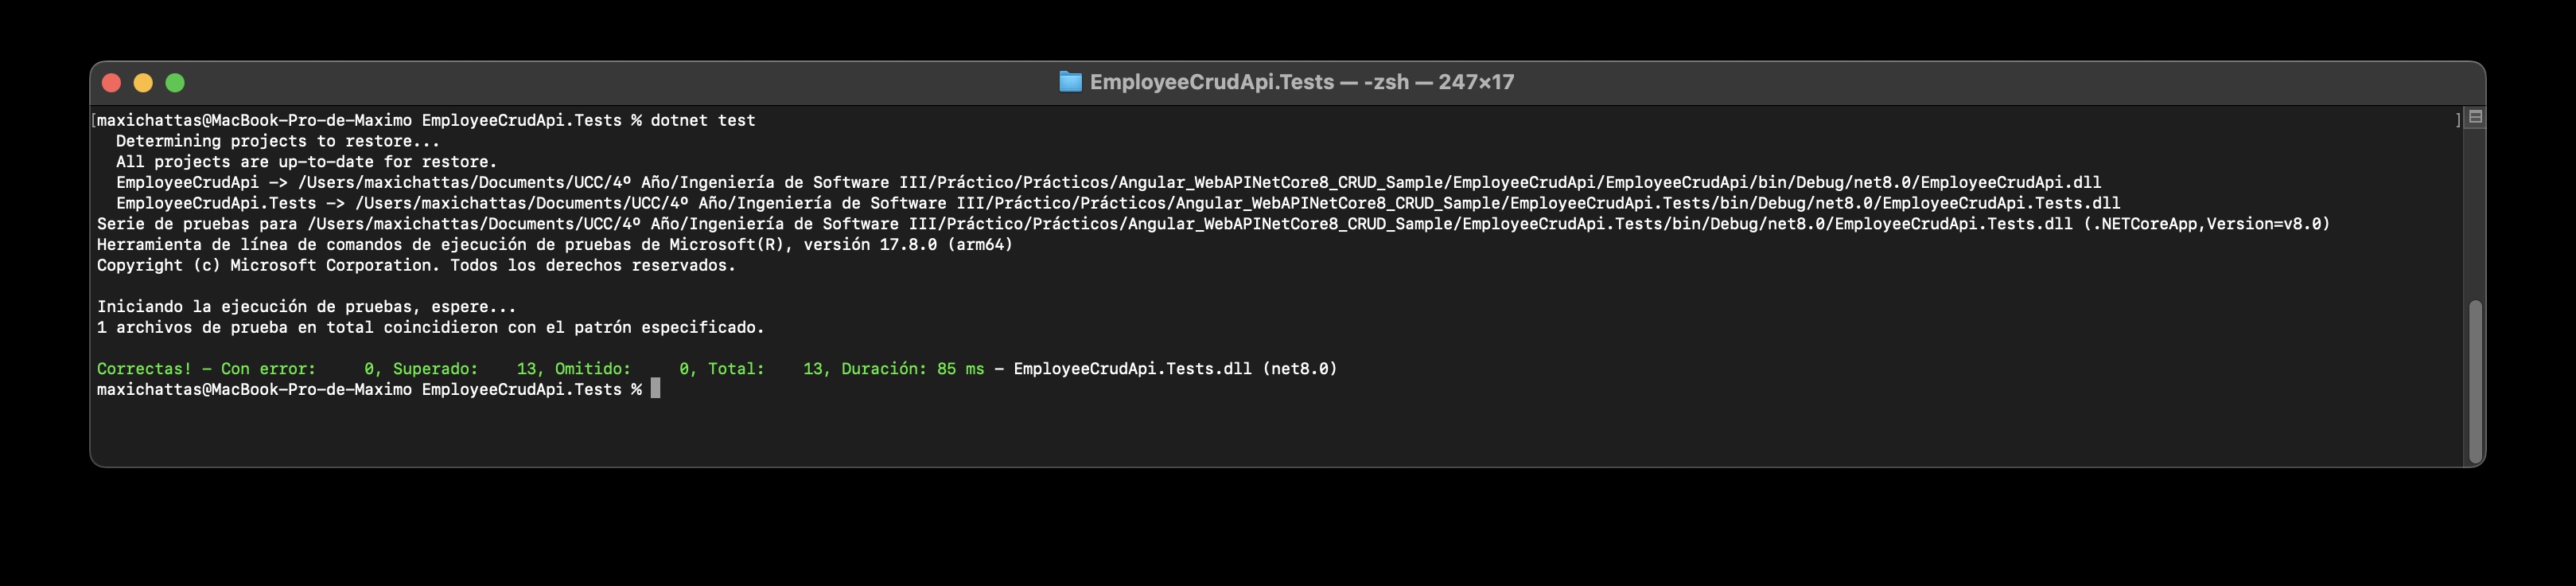 EmployeeCrudApi.Tests — -zsh — 247×17
[maxichattas@MacBook-Pro-de-Maximo EmployeeCrudApi.Tests % dotnet test ]
  Determining projects to restore...
  All projects are up-to-date for restore.
  EmployeeCrudApi -> /Users/maxichattas/Documents/UCC/4º Año/Ingeniería de Software III/Práctico/Prácticos/Angular_WebAPINetCore8_CRUD_Sample/EmployeeCrudApi/EmployeeCrudApi/bin/Debug/net8.0/EmployeeCrudApi.dll
  EmployeeCrudApi.Tests -> /Users/maxichattas/Documents/UCC/4º Año/Ingeniería de Software III/Práctico/Prácticos/Angular_WebAPINetCore8_CRUD_Sample/EmployeeCrudApi.Tests/bin/Debug/net8.0/EmployeeCrudApi.Tests.dll
Serie de pruebas para /Users/maxichattas/Documents/UCC/4º Año/Ingeniería de Software III/Práctico/Prácticos/Angular_WebAPINetCore8_CRUD_Sample/EmployeeCrudApi.Tests/bin/Debug/net8.0/EmployeeCrudApi.Tests.dll (.NETCoreApp,Version=v8.0)
Herramienta de línea de comandos de ejecución de pruebas de Microsoft(R), versión 17.8.0 (arm64)
Copyright (c) Microsoft Corporation. Todos los derechos reservados.
Iniciando la ejecución de pruebas, espere...
1 archivos de prueba en total coincidieron con el patrón especificado.
Correctas! - Con error:     0, Superado:    13, Omitido:     0, Total:    13, Duración: 85 ms - EmployeeCrudApi.Tests.dll (net8.0)
maxichattas@MacBook-Pro-de-Maximo EmployeeCrudApi.Tests %